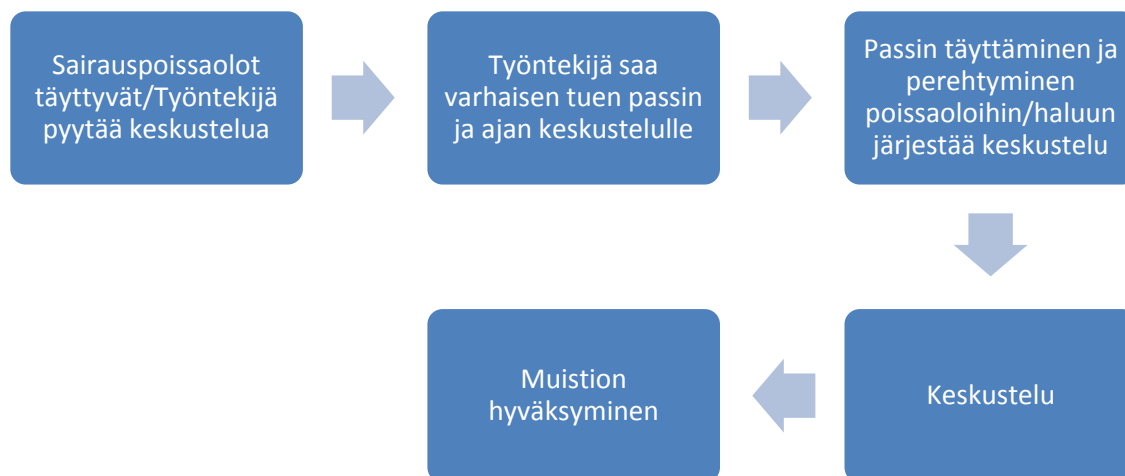 Sairauspoissaolot
täyttyvät/Työntekijä
pyytää keskustelua
Työntekijä saa
varhaisen tuen passin
ja ajan keskustelulle
Passin täyttäminen ja
perehtyminen
poissaoloihin/haluun
järjestää keskustelu
Keskustelu
Muistion
hyväksyminen